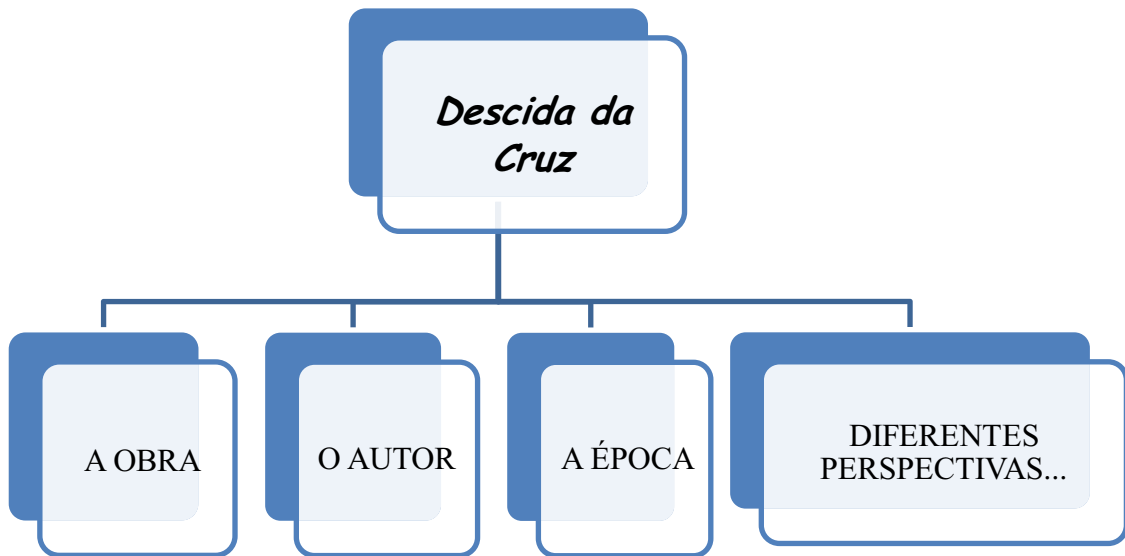 Descida da
Cruz
A OBRA
O AUTOR
A ÉPOCA
DIFERENTES
PERSPECTIVAS...